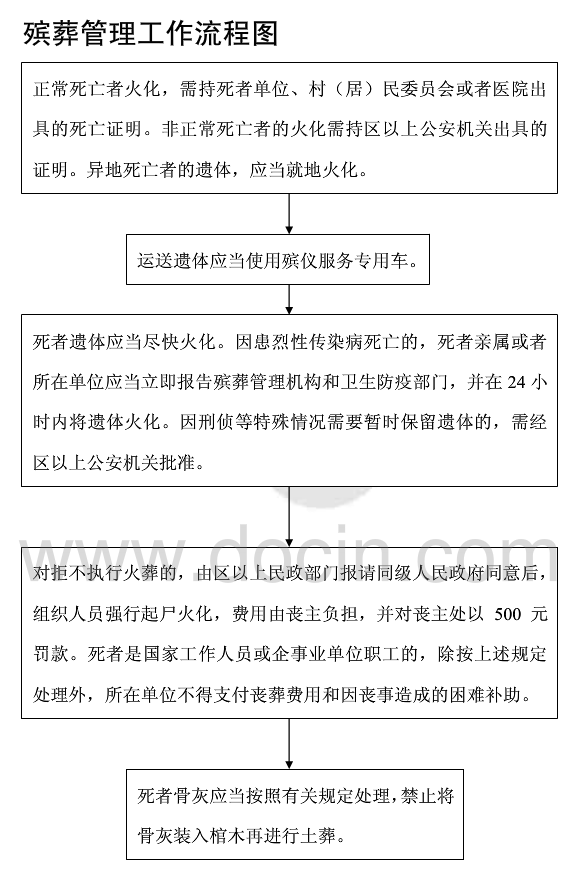 殡葬管理工作流程图
正常死亡者火化，需持死者单位、村（居）民委员会或者医院出
具的死亡证明。非正常死亡者的火化需持区以上公安机关出具的
证明。异地死亡者的遗体，应当就地火化。
运送遗体应当使用殡仪服务专用车。
死者遗体应当尽快火化。因患烈性传染病死亡的，死者亲属或者
所在单位应当立即报告殡葬管理机构和卫生防疫部门，并在 24 小
时内将遗体火化。因刑侦等特殊情况需要暂时保留遗体的，需经
区以上公安机关批准。
www.docin.com
对拒不执行火葬的，由区以上民政部门报请同级人民政府同意后，
组织人员强行起尸火化，费用由丧主负担，并对丧主处以 500 元
罚款。死者是国家工作人员或企事业单位职工的，除按上述规定
处理外，所在单位不得支付丧葬费用和因丧事造成的困难补助。
死者骨灰应当按照有关规定处理，禁止将
骨灰装入棺木再进行土葬。